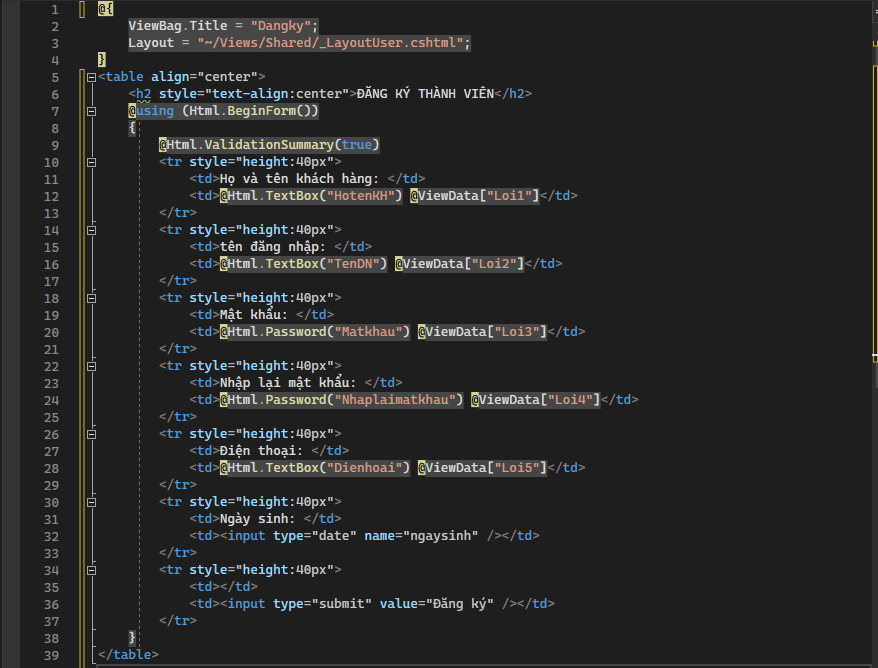 1 @{
2 ViewBag.Title = "Dangky";
3 Layout = "~/Views/Shared/_LayoutUser.cshtml";
4 }
5 <table align="center">
6 <h2 style="text-align:center">ĐĂNG KÝ THÀNH VIÊN</h2>
7 @using (Html.BeginForm())
8 {
9 @Html.ValidationSummary(true)
10 <tr style="height:40px">
11 <td>Họ và tên khách hàng: </td>
12 <td>@Html.TextBox("HotenKH") @ViewData["Loi1"]</td>
13 </tr>
14 <tr style="height:40px">
15 <td>tên đăng nhập: </td>
16 <td>@Html.TextBox("TenDN") @ViewData["Loi2"]</td>
17 </tr>
18 <tr style="height:40px">
19 <td>Mật khẩu: </td>
20 <td>@Html.Password("Matkhau") @ViewData["Loi3"]</td>
21 </tr>
22 <tr style="height:40px">
23 <td>Nhập lại mật khẩu: </td>
24 <td>@Html.Password("Nhaplaimatkhau") @ViewData["Loi4"]</td>
25 </tr>
26 <tr style="height:40px">
27 <td>Điện thoại: </td>
28 <td>@Html.TextBox("Dienhoai") @ViewData["Loi5"]</td>
29 </tr>
30 <tr style="height:40px">
31 <td>Ngày sinh: </td>
32 <td><input type="date" name="ngaysinh" /></td>
33 </tr>
34 <tr style="height:40px">
35 <td></td>
36 <td><input type="submit" value="Đăng ký" /></td>
37 </tr>
38 }
39 </table>